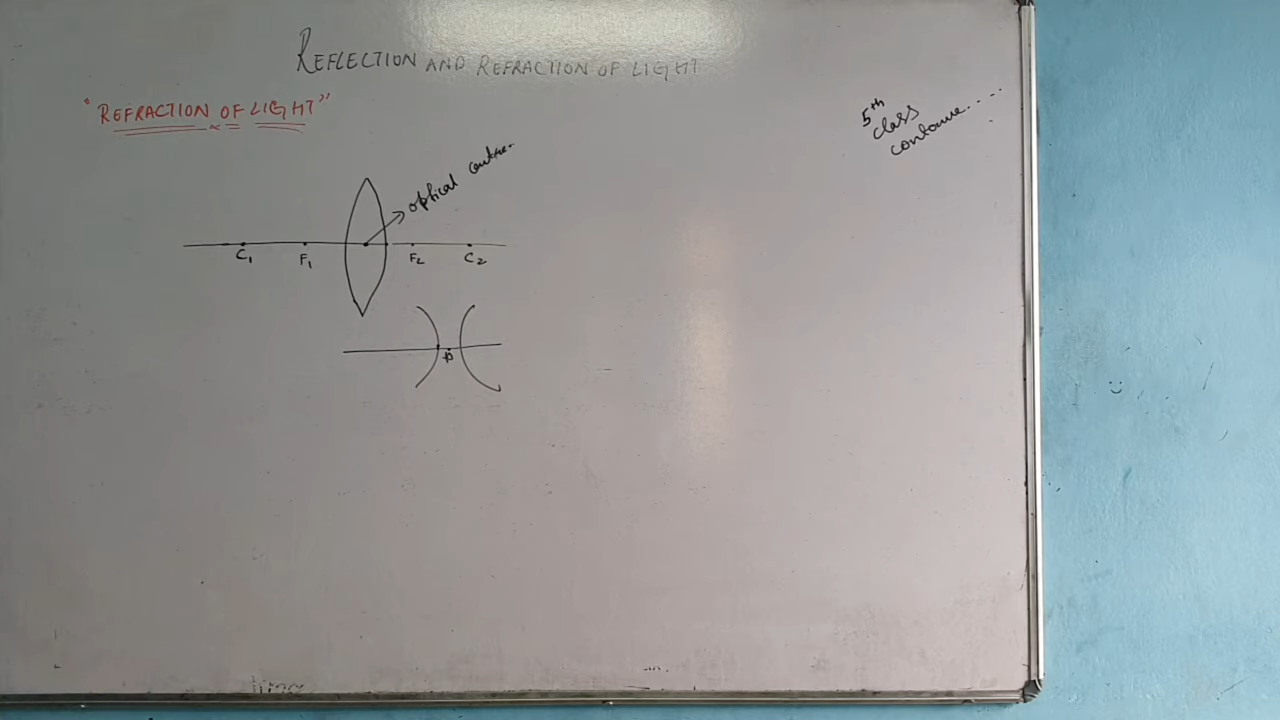 REFLECTION AND REFRACTION OF LIGHT
"REFRACTION OF LIGHT"
5th
class
continue....
optical centre.
C1 F1 F2 C2